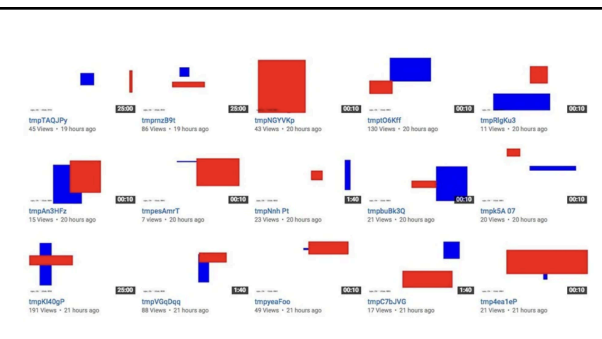 25:00
25:00
00:10
00:10
00:10
tmpTAQJPy
tmpmzB9t
tmpNGYVKp
tmptO6Kff
tmpRlgKu3
45 Views • 19 hours ago
86 Views • 19 hours ago
43 Views • 20 hours ago
130 Views • 20 hours ago
11 Views • 20 hours ago
00:10
00:10
1:40
00:10
00:10
tmpAn3HFz
tmpesAmrT
tmpNnh Pt
tmpbuBk3Q
tmpk5A 07
15 Views • 20 hours ago
7 views • 20 hours ago
23 Views • 20 hours ago
21 Views • 20 hours ago
20 Views • 20 hours ago
25:00
1:40
00:10
1:40
00:10
tmpKI40gP
tmpVGqDqq
tmpyeaFoo
tmpC7bJVG
tmp4ea1eP
191 Views • 21 hours ago
88 Views • 21 hours ago
49 Views • 21 hours ago
17 Views • 21 hours ago
21 Views • 21 hours ago